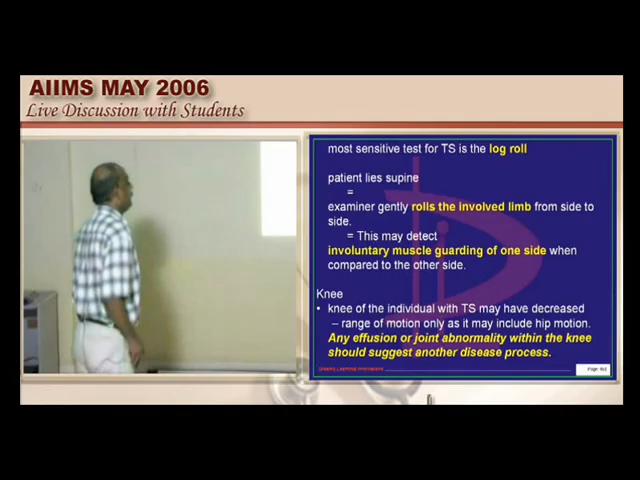 AIIMS MAY 2006
Live Discussion with Students
most sensitive test for TS is the log roll
patient lies supine
=
examiner gently rolls the involved limb from side to
side.
= This may detect
involuntary muscle guarding of one side when
compared to the other side.
Knee
• knee of the individual with TS may have decreased
– range of motion only as it may include hip motion.
Any effusion or joint abnormality within the knee
should suggest another disease process.